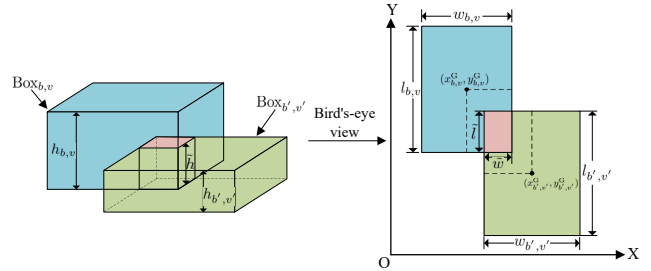 Box_{b,v}
h_{b,v}
Box_{b′,v′}
h̃
h_{b′,v′}
Bird's-eye
view
Y
w_{b,v}
l_{b,v}
(x^G_{b,v}, y^G_{b,v})
l̃
w̃
(x^G_{b′,v′}, y^G_{b′,v′})
l_{b′,v′}
w_{b′,v′}
O
X